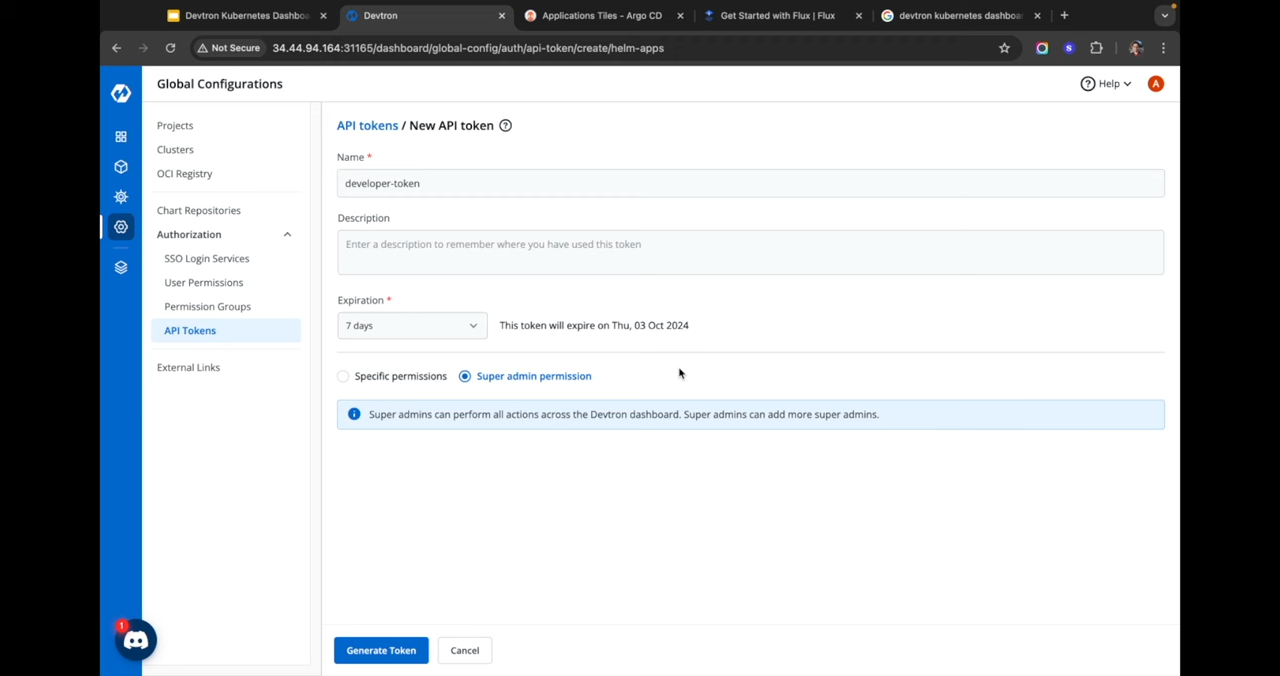 Devtron Kubernetes Dashboa
Devtron
Applications Tiles - Argo CD
Get Started with Flux | Flux
devtron kubernetes dashboar
Not Secure
34.44.94.164:31165/dashboard/global-config/auth/api-token/create/helm-apps
S
Global Configurations
Help
A
Projects
Clusters
OCI Registry
Chart Repositories
Authorization
SSO Login Services
User Permissions
Permission Groups
API Tokens
External Links
API tokens / New API token
Name *
developer-token
Description
Enter a description to remember where you have used this token
Expiration *
7 days
This token will expire on Thu, 03 Oct 2024
Specific permissions
Super admin permission
Super admins can perform all actions across the Devtron dashboard. Super admins can add more super admins.
1
Generate Token
Cancel